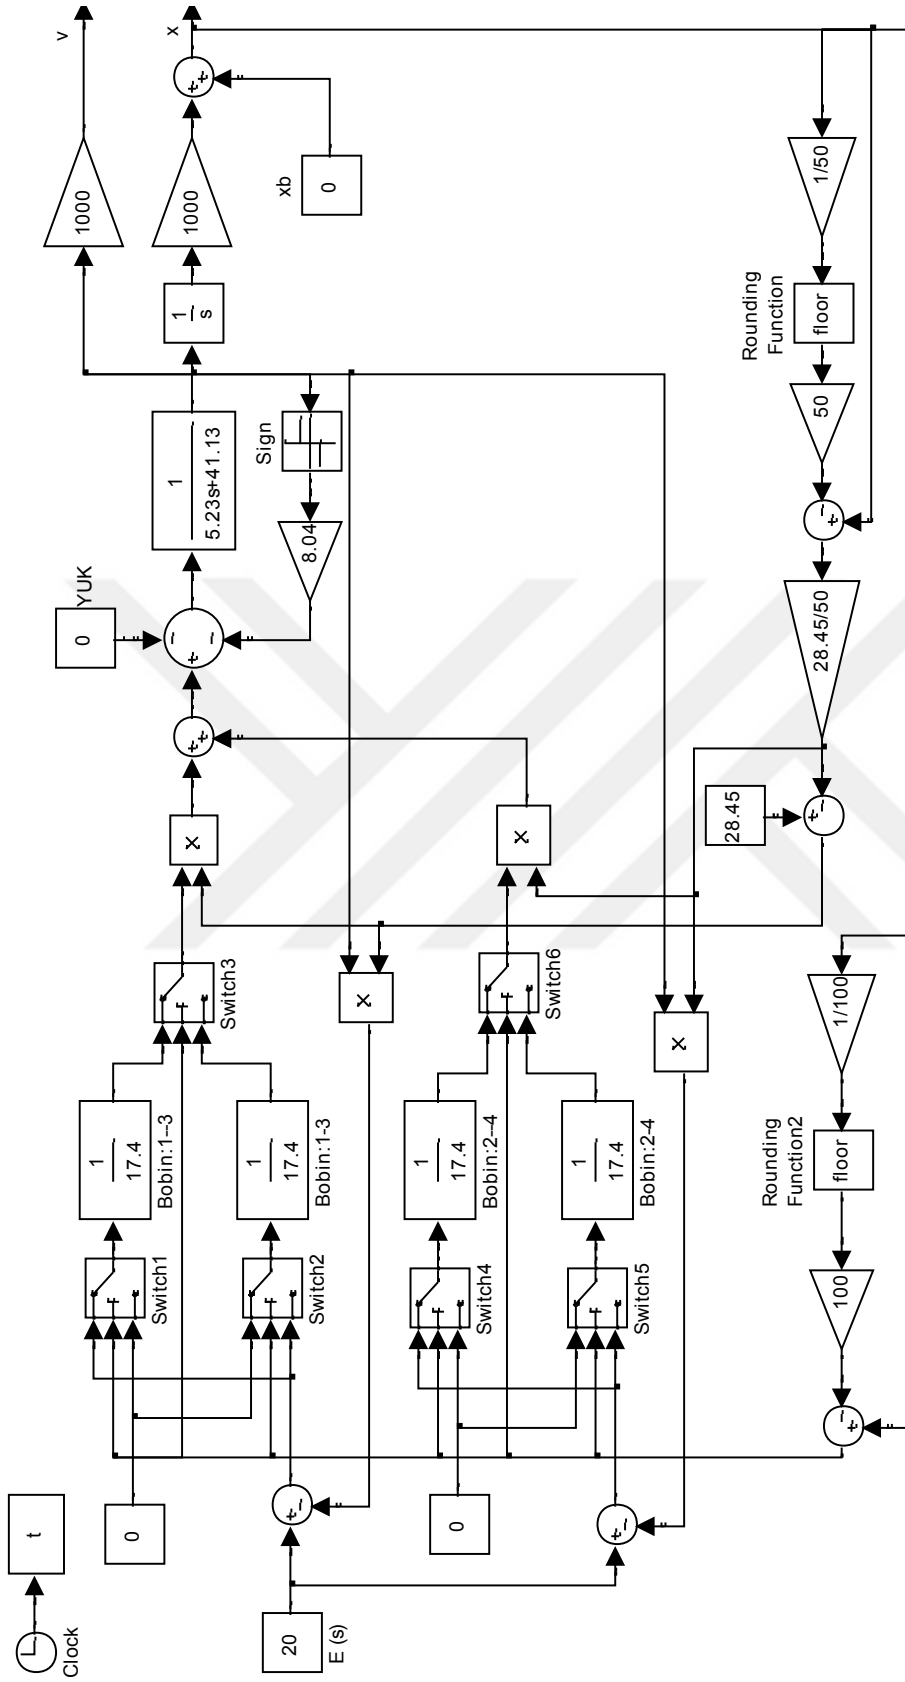 Clock
t
E (s)
20
0
0
Switch1
Switch2
Switch4
Switch5
1
17.4
Bobin:1--3
1
17.4
Bobin:1-3
1
17.4
Bobin:2--4
1
17.4
Bobin:2-4
Switch3
Switch6
x
x
x
x
0
YUK
1
5.23s+41.13
Sign
8.04
1
s
1000
1000
v
x
xb
0
1/50
Rounding
Function
floor
50
28.45/50
28.45
1/100
Rounding
Function2
floor
100